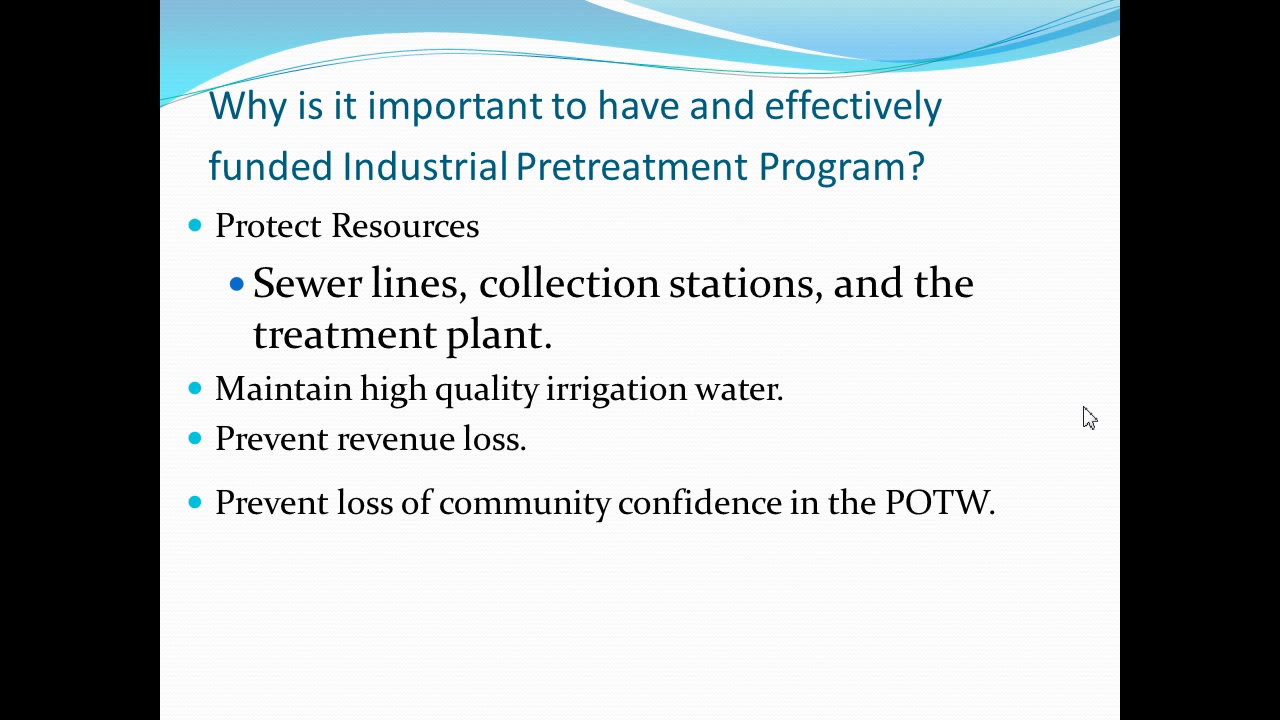 Why is it important to have and effectively
funded Industrial Pretreatment Program?
• Protect Resources
• Sewer lines, collection stations, and the
treatment plant.
• Maintain high quality irrigation water.
• Prevent revenue loss.
• Prevent loss of community confidence in the POTW.